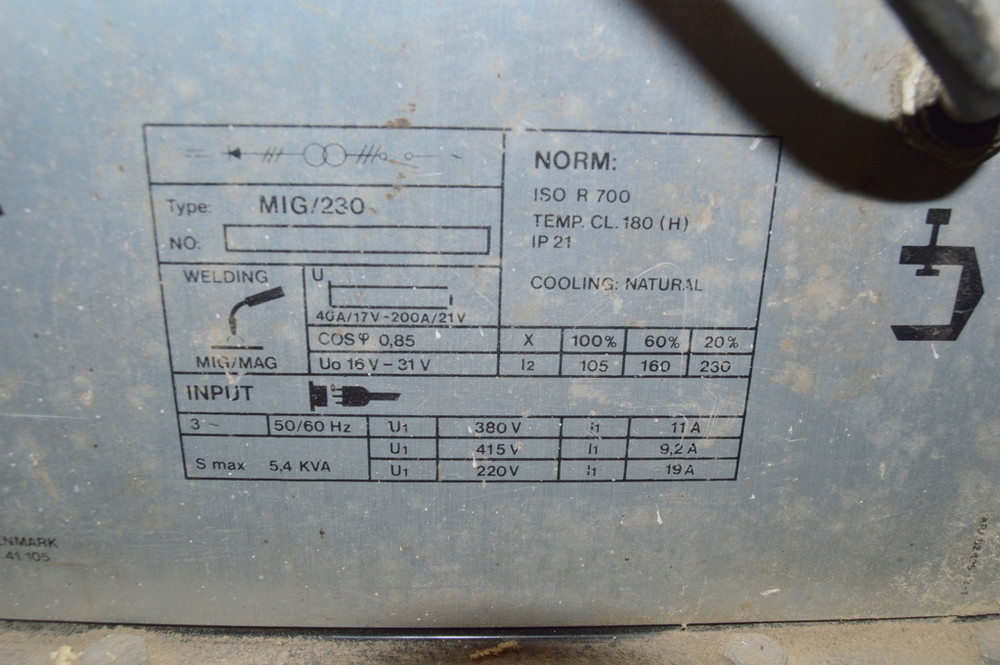 Type: MIG/230
NO:
NORM:
ISO R 700
TEMP. CL. 180 (H)
IP 21
COOLING: NATURAL
WELDING
MIG/MAG
U
40A/17V - 200A/21V
COS φ 0,85
Uo 16 V - 31 V
X 100% 60% 20%
I2 105 160 230
INPUT
3 ~ 50/60 Hz U1 380 V I1 11 A
U1 415 V I1 9,2 A
S max 5,4 KVA U1 220 V I1 19 A
ENMARK
41 105